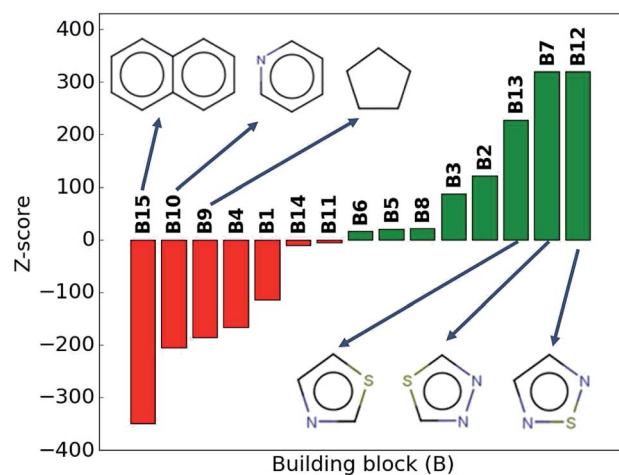 400
300
200
100
0
−100
−200
−300
−400
Z-score
B15
B10
B9
B4
B1
B14
B11
B6
B5
B8
B3
B2
B13
B7
B12
N
S
N
S
N
N
N
S
N
Building block (B)